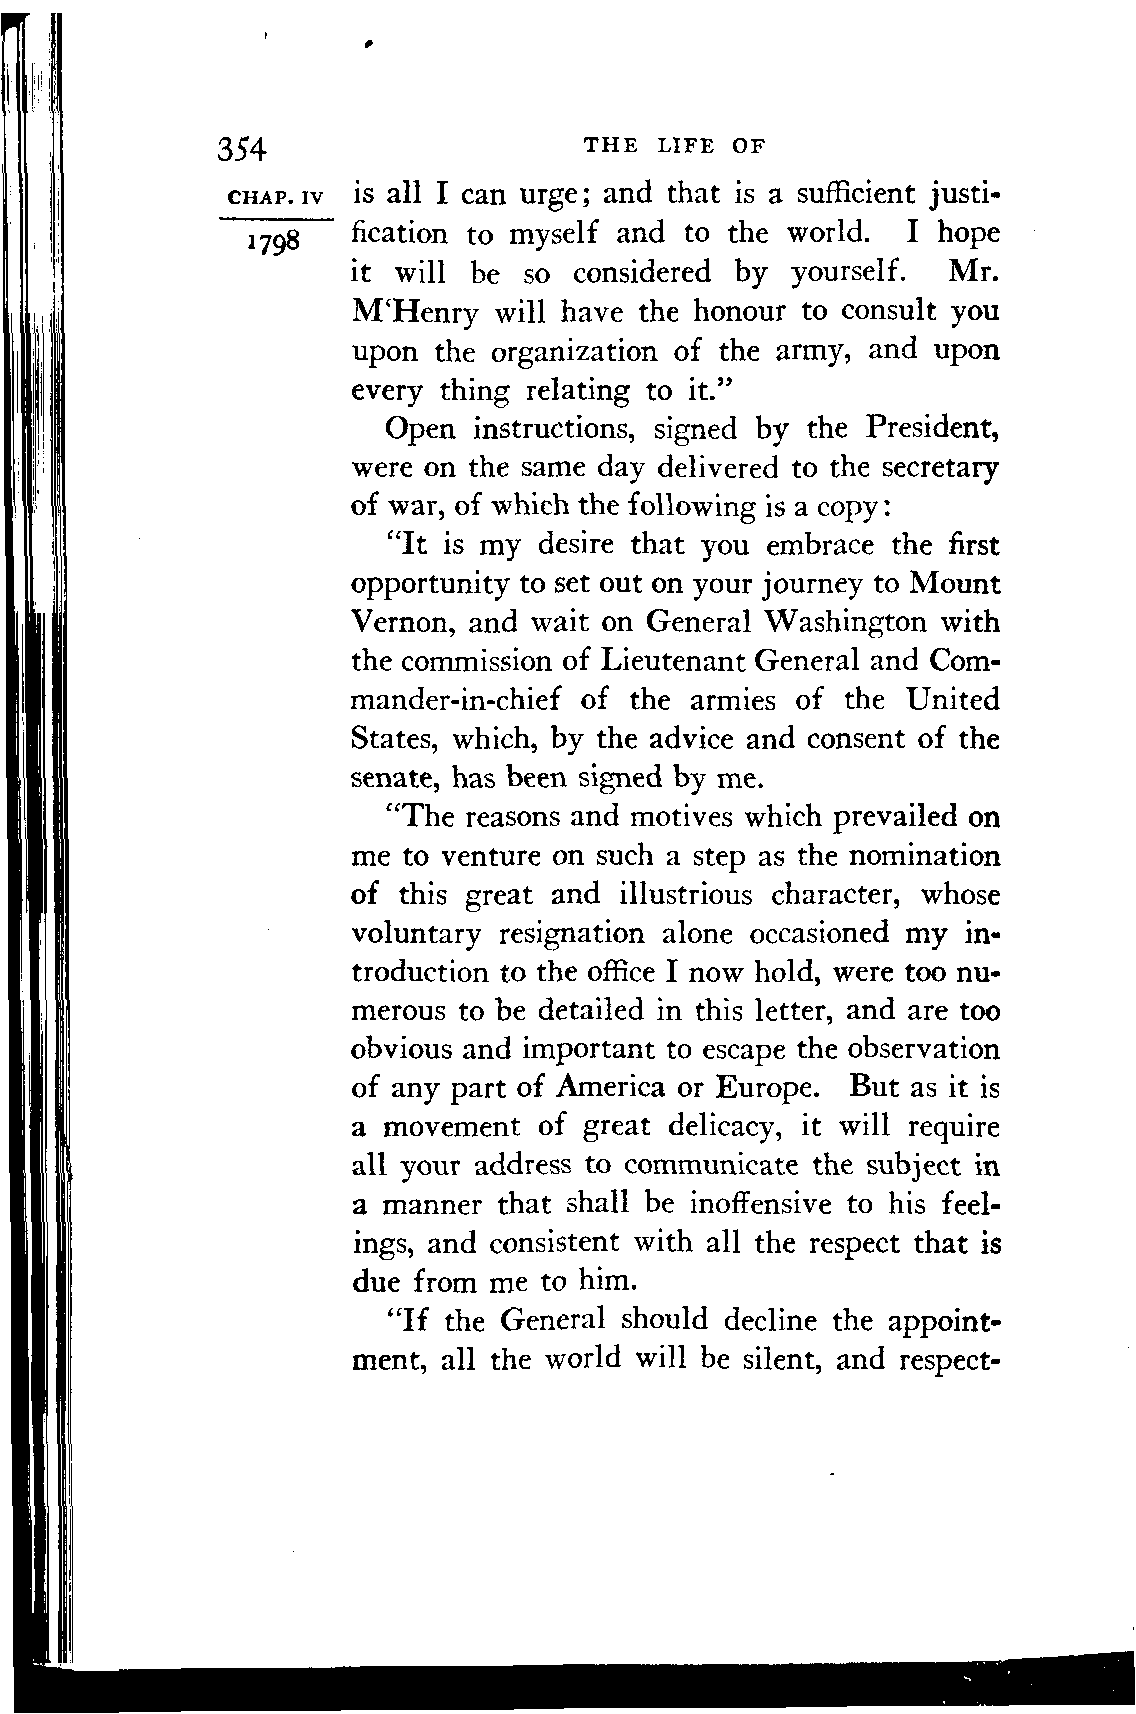 354 THE LIFE OF
CHAP. IV is all I can urge; and that is a sufficient justi-
1798 fication to myself and to the world. I hope
it will be so considered by yourself. Mr.
M‘Henry will have the honour to consult you
upon the organization of the army, and upon
every thing relating to it.”
Open instructions, signed by the President,
were on the same day delivered to the secretary
of war, of which the following is a copy:
“It is my desire that you embrace the first
opportunity to set out on your journey to Mount
Vernon, and wait on General Washington with
the commission of Lieutenant General and Com-
mander-in-chief of the armies of the United
States, which, by the advice and consent of the
senate, has been signed by me.
“The reasons and motives which prevailed on
me to venture on such a step as the nomination
of this great and illustrious character, whose
voluntary resignation alone occasioned my in-
troduction to the office I now hold, were too nu-
merous to be detailed in this letter, and are too
obvious and important to escape the observation
of any part of America or Europe. But as it is
a movement of great delicacy, it will require
all your address to communicate the subject in
a manner that shall be inoffensive to his feel-
ings, and consistent with all the respect that is
due from me to him.
“If the General should decline the appoint-
ment, all the world will be silent, and respect-